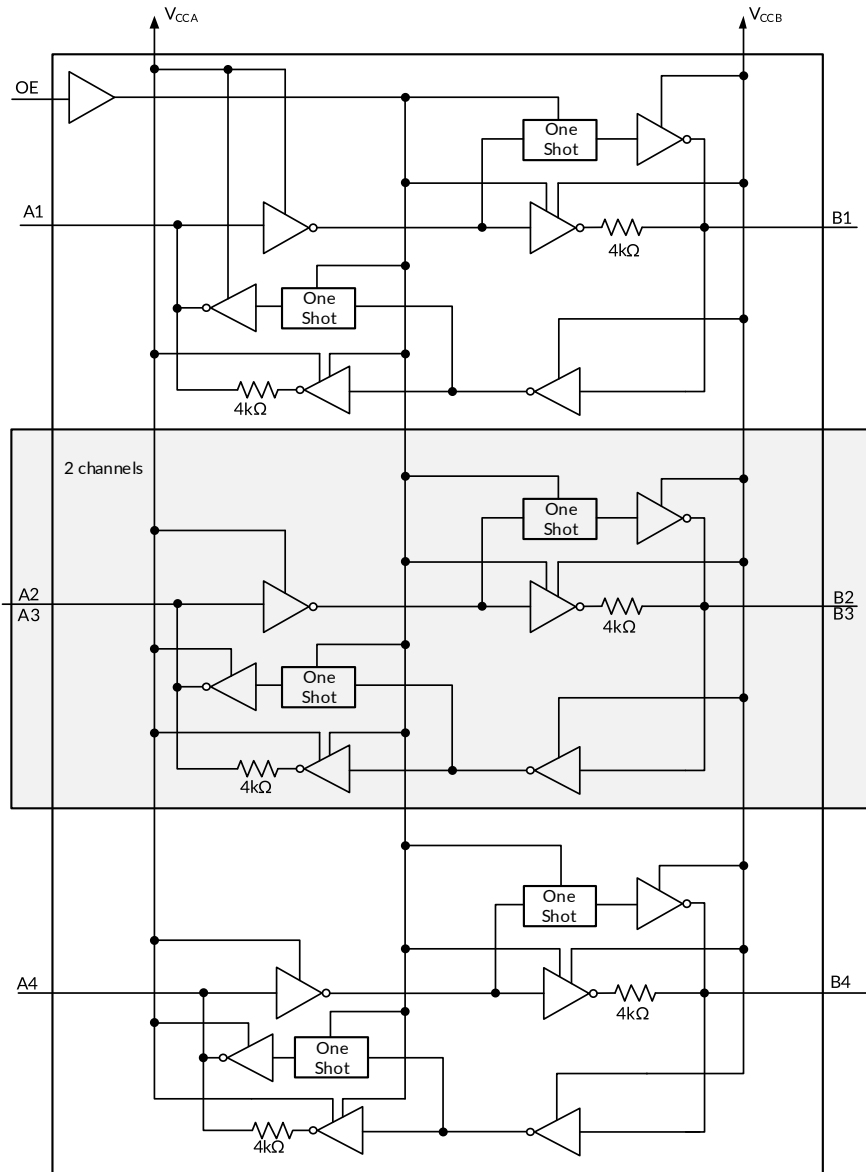 VCCA
VCCB
OE
One
Shot
A1
B1
4kΩ
One
Shot
4kΩ
2 channels
One
Shot
A2
A3
B2
B3
4kΩ
One
Shot
4kΩ
One
Shot
A4
B4
4kΩ
One
Shot
4kΩ